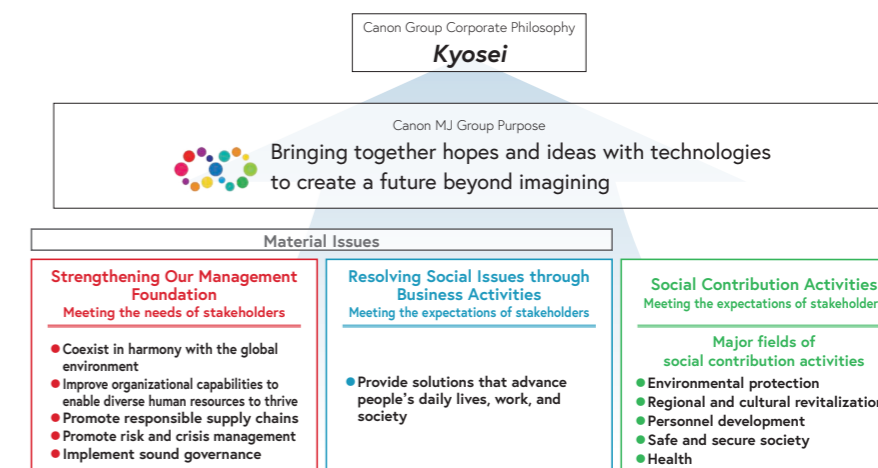 Canon Group Corporate Philosophy
Kyosei
Canon MJ Group Purpose
Bringing together hopes and ideas with technologies
to create a future beyond imagining
Material Issues
Strengthening Our Management
Foundation
Meeting the needs of stakeholders
● Coexist in harmony with the global
environment
● Improve organizational capabilities to
enable diverse human resources to thrive
● Promote responsible supply chains
● Promote risk and crisis management
● Implement sound governance
Resolving Social Issues through
Business Activities
Meeting the expectations of stakeholders
● Provide solutions that advance
people's daily lives, work, and
society
Social Contribution Activities
Meeting the expectations of stakeholder
Major fields of
social contribution activities
● Environmental protection
● Regional and cultural revitalization
● Personnel development
● Safe and secure society
● Health